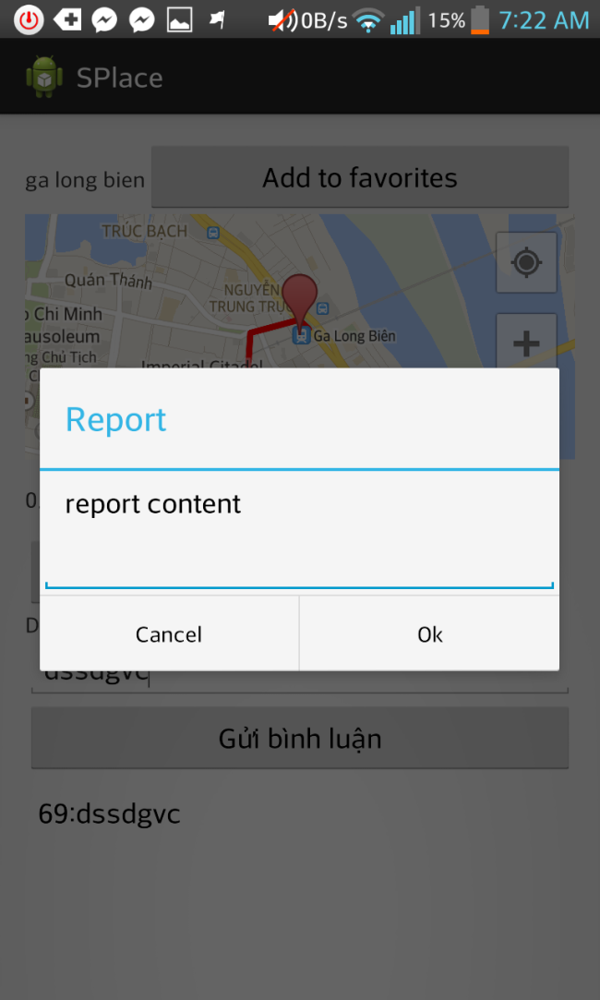 0B/s 15% 7:22 AM
SPlace
ga long bien Add to favorites
TRÚC BẠCH
Quán Thánh
NGUYỄN
TRUNG TRỰC
Chi Minh
Ga Long Biên
Chủ Tịch
Imperial Citadel
Report
0.
report content
D
Cancel Ok
dssdgvc
Gửi bình luận
69:dssdgvc